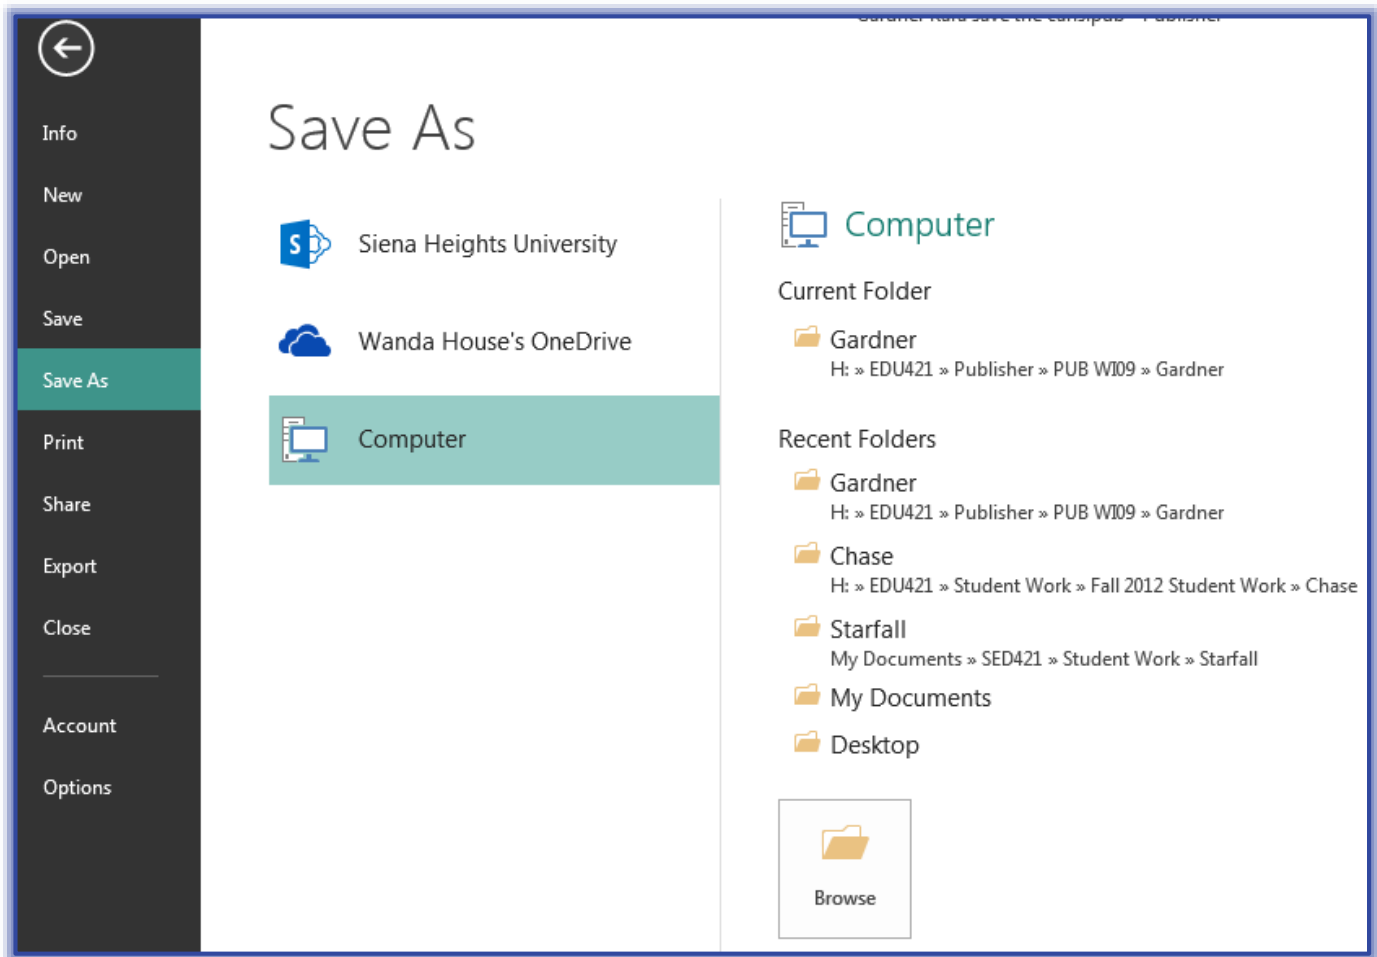 Info
New
Open
Save
Save As
Print
Share
Export
Close
Account
Options
Save As
S
Siena Heights University
Wanda House's OneDrive
Computer
Computer
Current Folder
Gardner
H: » EDU421 » Publisher » PUB WI09 » Gardner
Recent Folders
Gardner
H: » EDU421 » Publisher » PUB WI09 » Gardner
Chase
H: » EDU421 » Student Work » Fall 2012 Student Work » Chase
Starfall
My Documents » SED421 » Student Work » Starfall
My Documents
Desktop
Browse